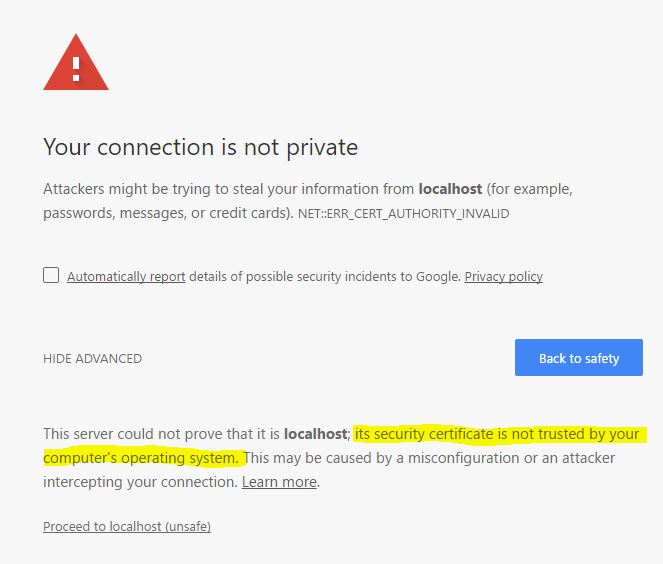 Your connection is not private
Attackers might be trying to steal your information from localhost (for example,
passwords, messages, or credit cards). NET::ERR_CERT_AUTHORITY_INVALID
Automatically report details of possible security incidents to Google. Privacy policy
HIDE ADVANCED
Back to safety
This server could not prove that it is localhost; its security certificate is not trusted by your
computer's operating system. This may be caused by a misconfiguration or an attacker
intercepting your connection. Learn more.
Proceed to localhost (unsafe)